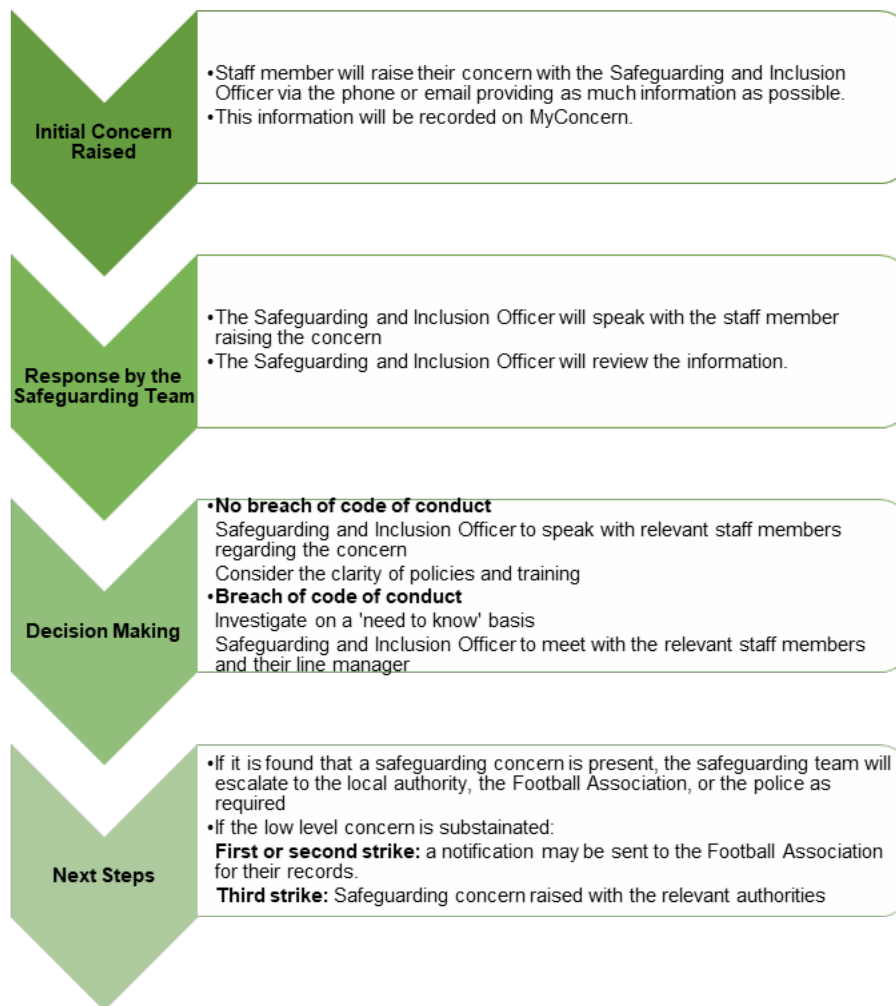 Initial Concern
Raised
•Staff member will raise their concern with the Safeguarding and Inclusion
Officer via the phone or email providing as much information as possible.
•This information will be recorded on MyConcern.
Response by the
Safeguarding Team
•The Safeguarding and Inclusion Officer will speak with the staff member
raising the concern
•The Safeguarding and Inclusion Officer will review the information.
Decision Making
•No breach of code of conduct
Safeguarding and Inclusion Officer to speak with relevant staff members
regarding the concern
Consider the clarity of policies and training
•Breach of code of conduct
Investigate on a 'need to know' basis
Safeguarding and Inclusion Officer to meet with the relevant staff members
and their line manager
Next Steps
•If it is found that a safeguarding concern is present, the safeguarding team will
escalate to the local authority, the Football Association, or the police as
required
•If the low level concern is substainated:
First or second strike: a notification may be sent to the Football Association
for their records.
Third strike: Safeguarding concern raised with the relevant authorities